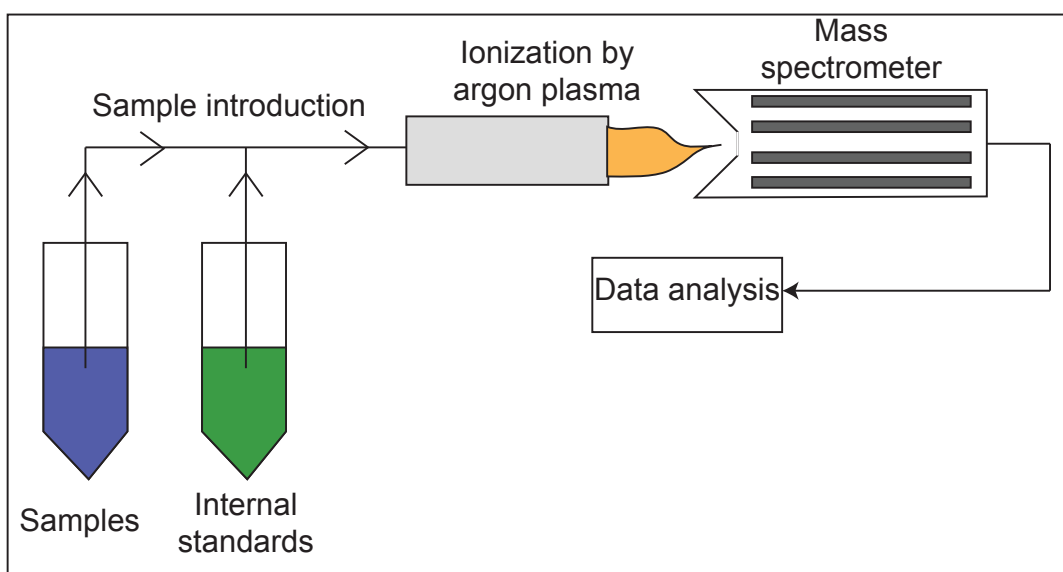 Mass
spectrometer
Ionization by
argon plasma
Sample introduction
Data analysis
Samples
Internal
standards